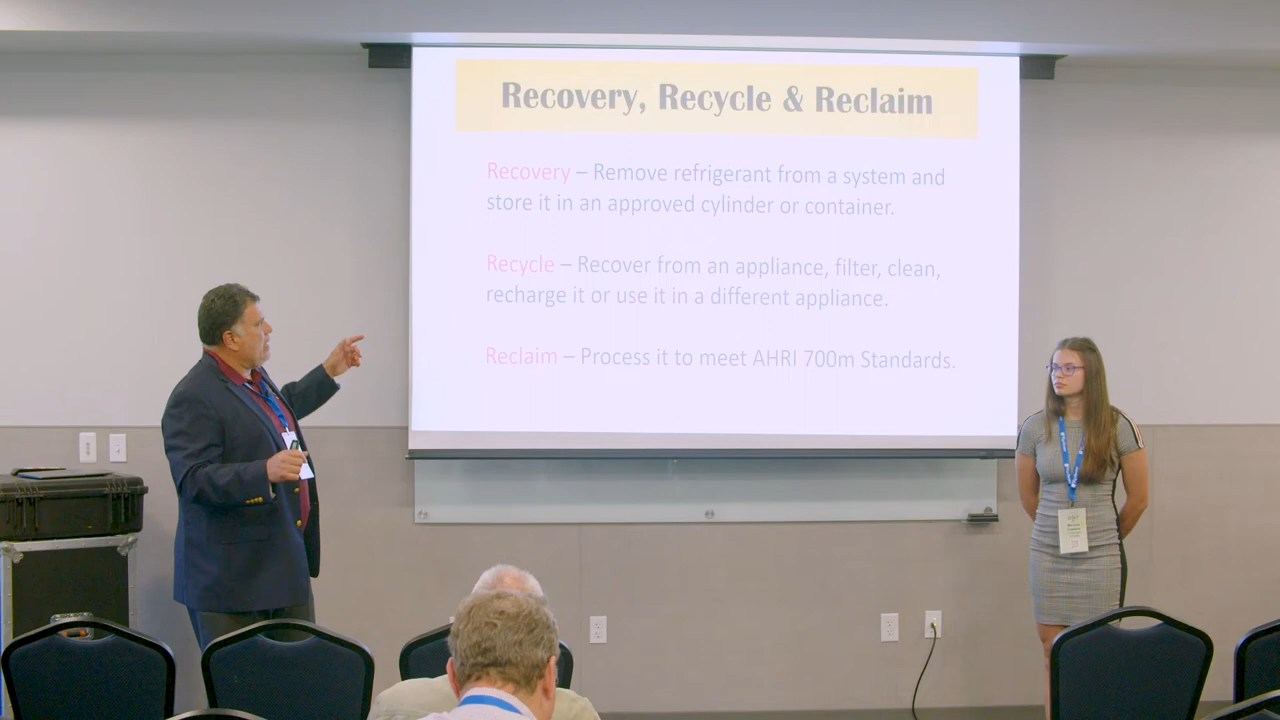 Recovery, Recycle & Reclaim
Recovery – Remove refrigerant from a system and
store it in an approved cylinder or container.
Recycle – Recover from an appliance, filter, clean,
recharge it or use it in a different appliance.
Reclaim – Process it to meet AHRI 700m Standards.